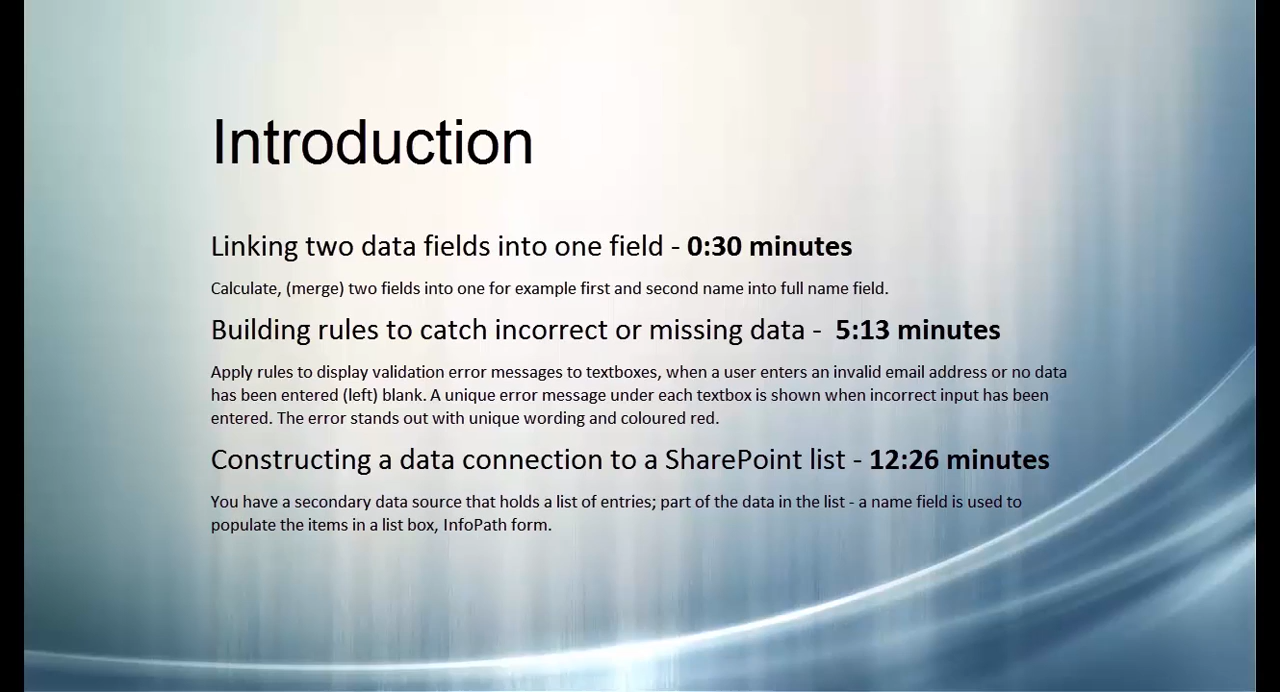 Introduction
Linking two data fields into one field - 0:30 minutes
Calculate, (merge) two fields into one for example first and second name into full name field.
Building rules to catch incorrect or missing data -  5:13 minutes
Apply rules to display validation error messages to textboxes, when a user enters an invalid email address or no data
has been entered (left) blank. A unique error message under each textbox is shown when incorrect input has been
entered. The error stands out with unique wording and coloured red.
Constructing a data connection to a SharePoint list - 12:26 minutes
You have a secondary data source that holds a list of entries; part of the data in the list - a name field is used to
populate the items in a list box, InfoPath form.